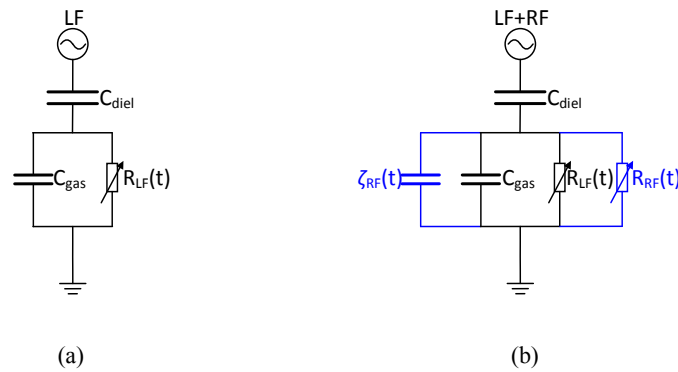 LF
C_diel
C_gas
R_LF(t)
(a)
LF+RF
C_diel
ζ_RF(t)
C_gas
R_LF(t)
R_RF(t)
(b)